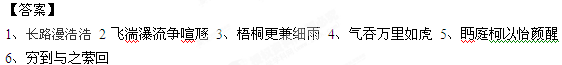 【答案】
1、长路漫浩浩 2 飞湍瀑流争喧豗 3、梧桐更兼细雨 4、气吞万里如虎 5、眄庭柯以怡颜醒
6、穷到与之萦回